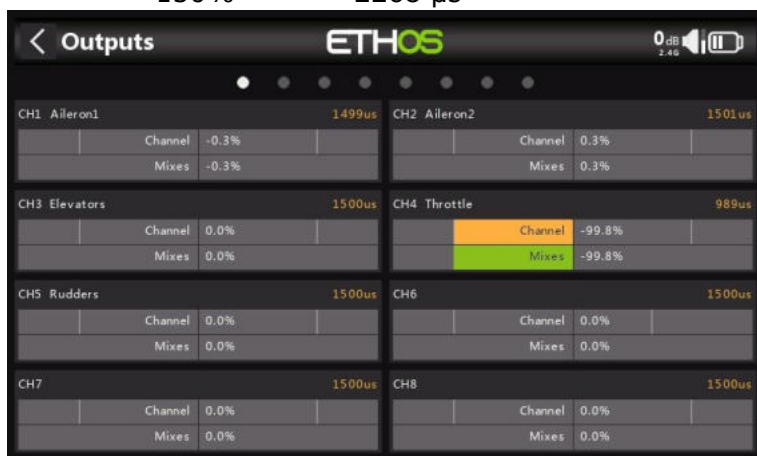 Outputs ETHOS 0dB 2.4G
CH1 Aileron1 1499us
Channel -0.3%
Mixes -0.3%
CH2 Aileron2 1501us
Channel 0.3%
Mixes 0.3%
CH3 Elevators 1500us
Channel 0.0%
Mixes 0.0%
CH4 Throttle 989us
Channel -99.8%
Mixes -99.8%
CH5 Rudders 1500us
Channel 0.0%
Mixes 0.0%
CH6 1500us
Channel 0.0%
Mixes 0.0%
CH7 1500us
Channel 0.0%
Mixes 0.0%
CH8 1500us
Channel 0.0%
Mixes 0.0%